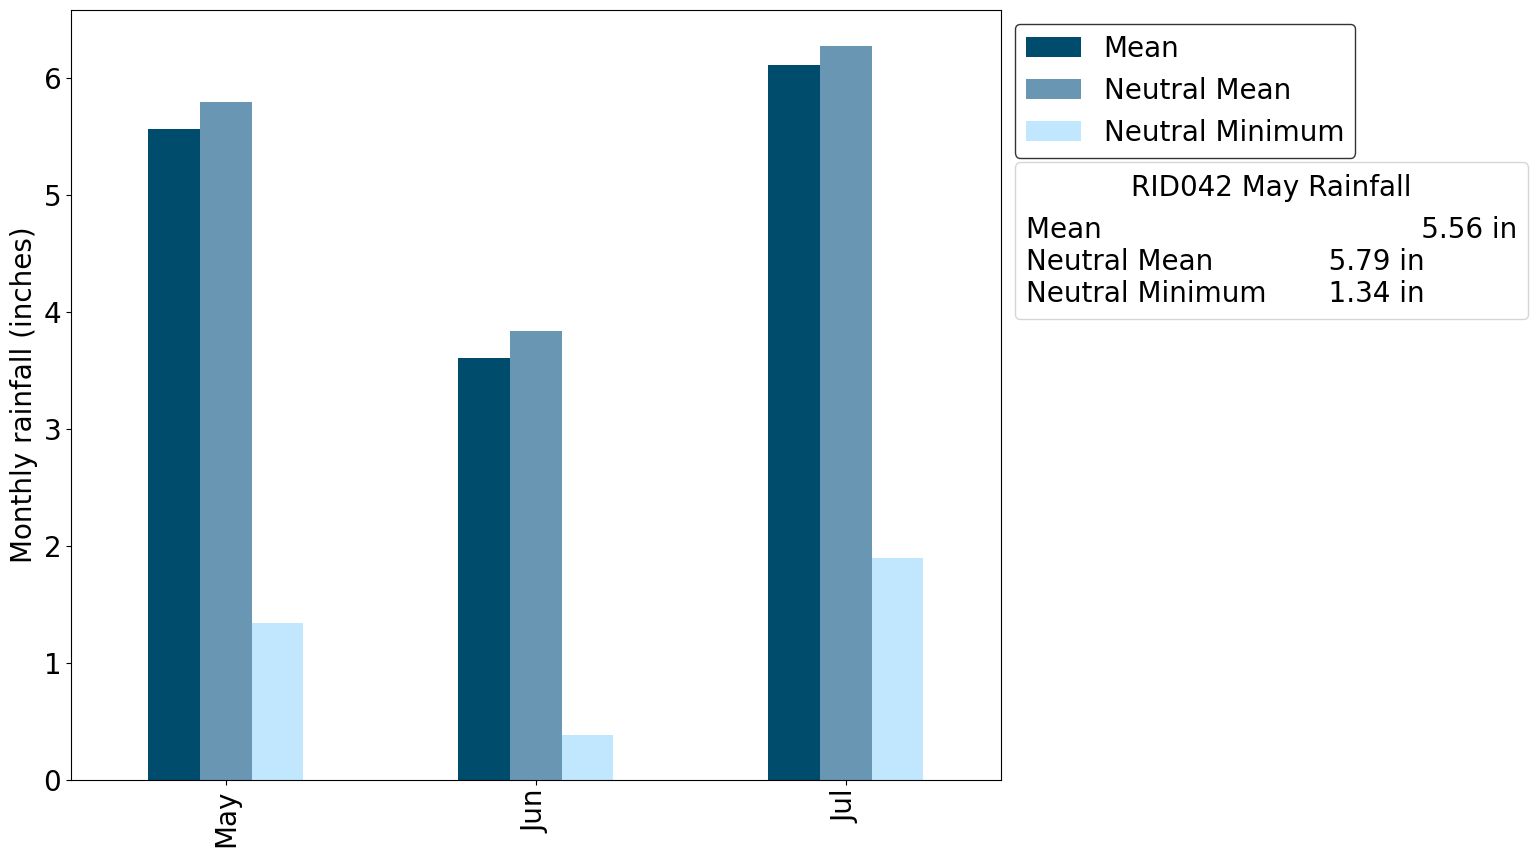 Monthly rainfall (inches)
6
5
4
3
2
1
0
May
Jun
Jul
Mean
Neutral Mean
Neutral Minimum
RID042 May Rainfall
Mean 5.56 in
Neutral Mean 5.79 in
Neutral Minimum 1.34 in